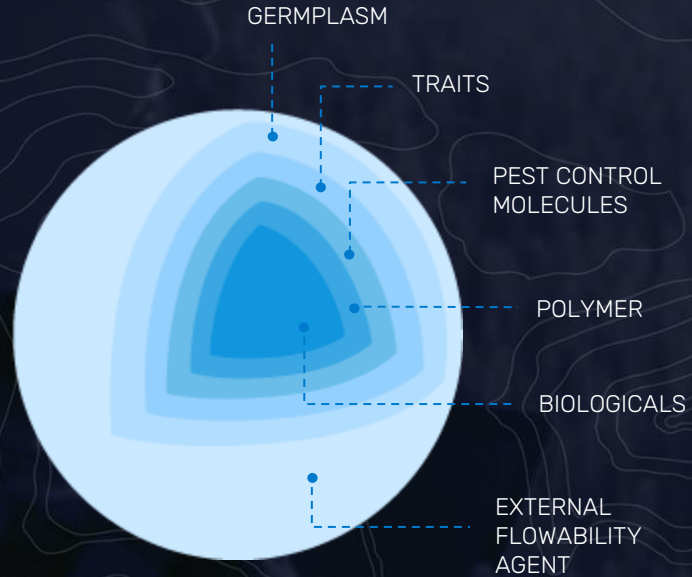 GERMPLASM
TRAITS
PEST CONTROL
MOLECULES
POLYMER
BIOLOGICALS
EXTERNAL
FLOWABILITY
AGENT